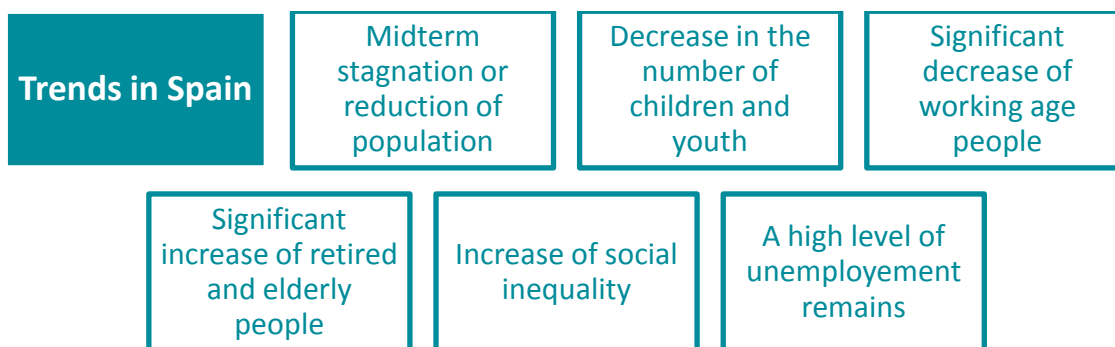 Trends in Spain
Midterm
stagnation or
reduction of
population
Decrease in the
number of
children and
youth
Significant
decrease of
working age
people
Significant
increase of retired
and elderly
people
Increase of social
inequality
A high level of
unemployement
remains